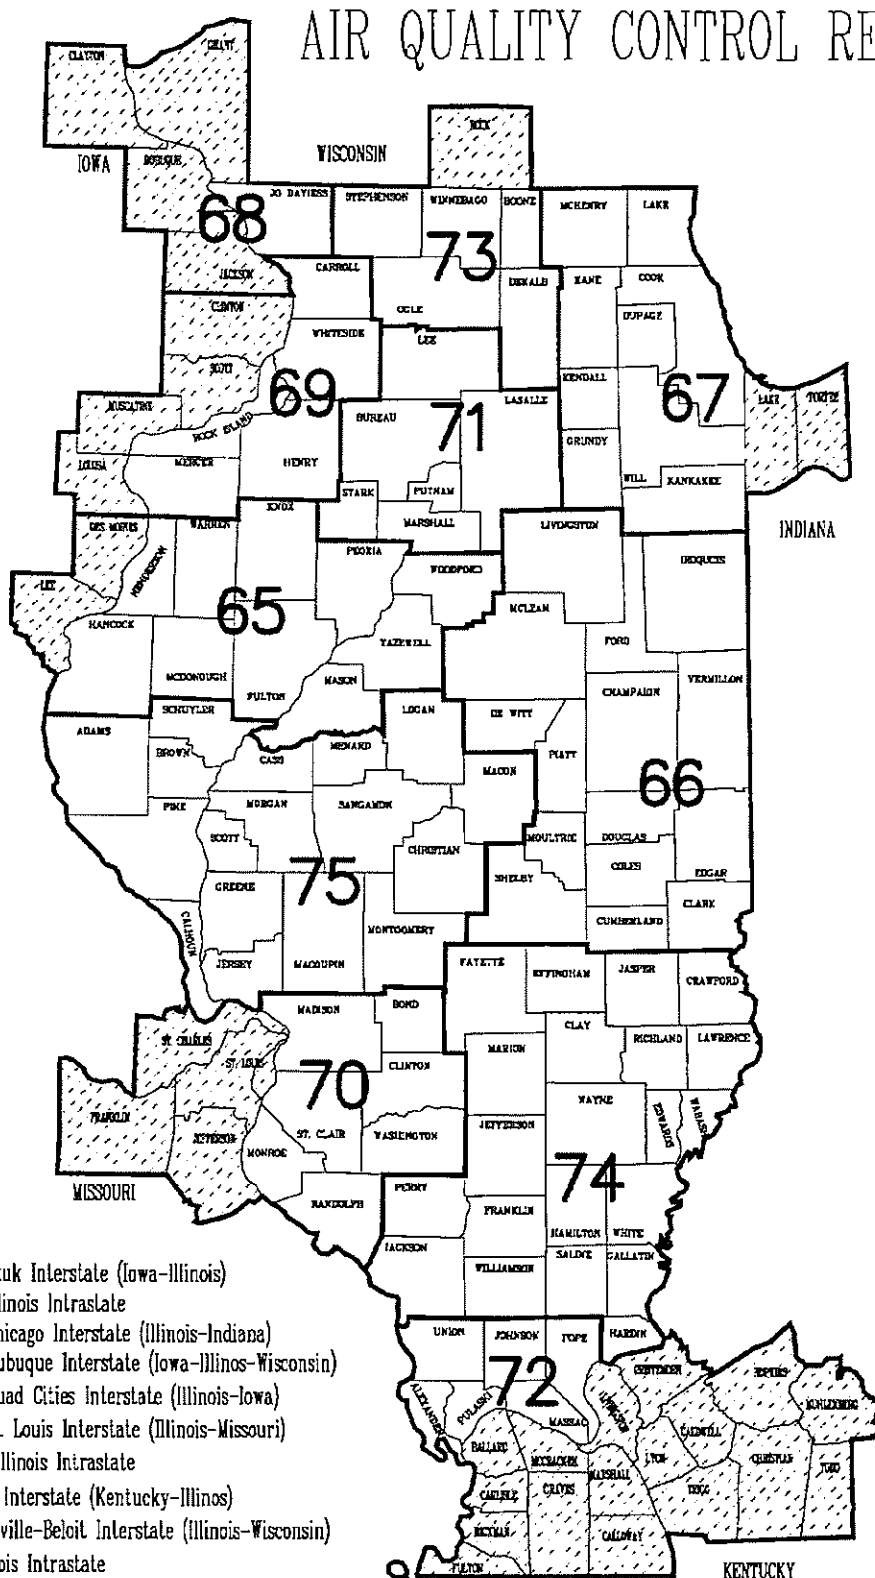 AIR QUALITY CONTROL RE
CLAYTON
GRANT
ROCK
IOWA
DUBUQUE
WISCONSIN
JO DAVIESS
STEPHENSON
WINNEBAGO
BOONE
MCHENRY
LAKE
68
73
CARROLL
JACKSON
KANE
COOK
DEKALB
CLINTON
OGLE
DUPAGE
WHITESIDE
LEE
SCOTT
KENDALL
69
67
LASALLE
LAKE
PORTER
MUSCATINE
BUREAU
71
ROCK ISLAND
GRUNDY
LOUISA
MERCER
HENRY
WILL
KANKAKEE
STARK
PUTNAM
KNOX
MARSHALL
LIVINGSTON
INDIANA
DES MOINES
WARREN
PEORIA
WOODFORD
IROQUOIS
LEE
HENDERSON
65
MCLEAN
HANCOCK
TAZEWELL
FORD
MCDONOUGH
FULTON
MASON
CHAMPAIGN
VERMILLON
SCHUYLER
LOGAN
DE WITT
ADAMS
BROWN
CASS
MENARD
PIATT
MACON
66
PIKE
MORGAN
SANGAMON
SCOTT
CHRISTIAN
MOULTRIE
DOUGLAS
75
SHELBY
COLES
EDGAR
GREENE
CLARK
CALHOUN
MONTGOMERY
CUMBERLAND
JERSEY
MACOUPIN
FAYETTE
EFFINGHAM
JASPER
CRAWFORD
MADISON
BOND
ST. CHARLES
CLAY
RICHLAND
LAWRENCE
ST. LOUIS
70
CLINTON
MARION
WAYNE
EDWARDS
WABASH
FRANKLIN
JEFFERSON
ST. CLAIR
WASHINGTON
JEFFERSON
MONROE
74
MISSOURI
RANDOLPH
PERRY
FRANKLIN
HAMILTON
WHITE
JACKSON
SALINE
GALLATIN
WILLIAMSON
kuk Interstate (Iowa-Illinois)
linois Intrastate
hicago Interstate (Illinois-Indiana)
ubuque Interstate (Iowa-Illinos-Wisconsin)
uad Cities Interstate (Illinois-Iowa)
. Louis Interstate (Illinois-Missouri)
llinois Intrastate
Interstate (Kentucky-Illinos)
ville-Beloit Interstate (Illinois-Wisconsin)
ois Intrastate
UNION
JOHNSON
POPE
HARDIN
72
CRITTENDEN
HOPKINS
MUHLENBERG
ALEXANDER
PULASKI
MASSAC
LIVINGSTON
BALLARD
MCCRACKEN
CALDWELL
LYON
CHRISTIAN
TODD
MARSHALL
CARLISLE
GRAVES
TRIGG
HICKMAN
CALLOWAY
FULTON
KENTUCKY